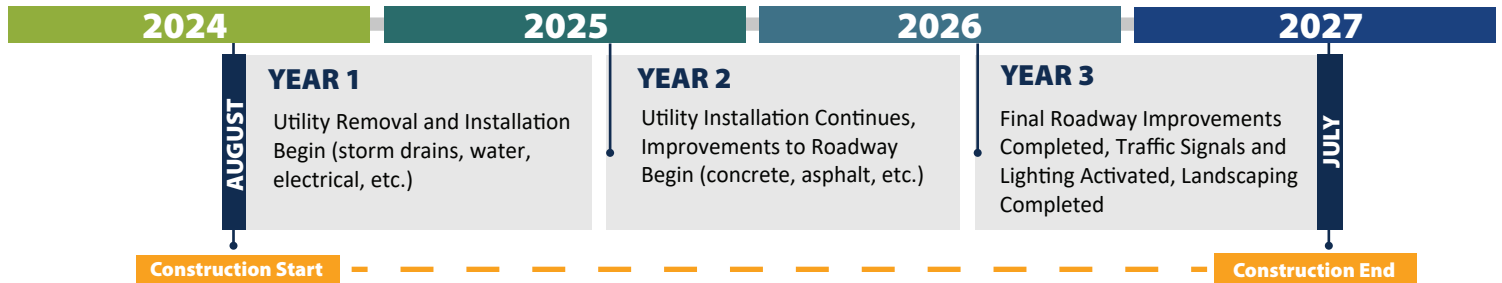 2024
2025
2026
2027
AUGUST
YEAR 1
Utility Removal and Installation
Begin (storm drains, water,
electrical, etc.)
YEAR 2
Utility Installation Continues,
Improvements to Roadway
Begin (concrete, asphalt, etc.)
YEAR 3
Final Roadway Improvements
Completed, Traffic Signals and
Lighting Activated, Landscaping
Completed
JULY
Construction Start
Construction End